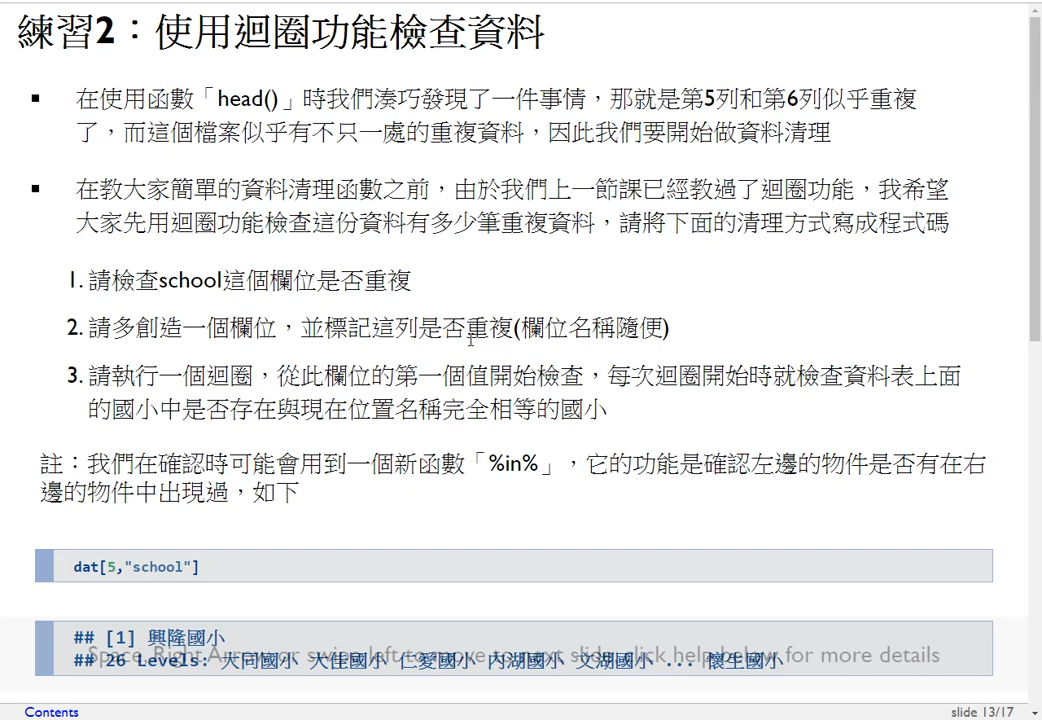 練習2：使用迴圈功能檢查資料
▪ 在使用函數「head()」時我們湊巧發現了一件事情，那就是第5列和第6列似乎重複
了，而這個檔案似乎有不只一處的重複資料，因此我們要開始做資料清理
▪ 在教大家簡單的資料清理函數之前，由於我們上一節課已經教過了迴圈功能，我希望
大家先用迴圈功能檢查這份資料有多少筆重複資料，請將下面的清理方式寫成程式碼
1. 請檢查school這個欄位是否重複
2. 請多創造一個欄位，並標記這列是否重複(欄位名稱隨便)
3. 請執行一個迴圈，從此欄位的第一個值開始檢查，每次迴圈開始時就檢查資料表上面
的國小中是否存在與現在位置名稱完全相等的國小
註：我們在確認時可能會用到一個新函數「%in%」，它的功能是確認左邊的物件是否有在右
邊的物件中出現過，如下
dat[5,"school"]
## [1] 興隆國小
## 26 Levels: 大同國小 大佳國小 仁愛國小 內湖國小 文湖國小 ... 懷生國小
Space, Right Arrow or swipe left to move to next slide, click help below for more details
Contents
slide 13/17